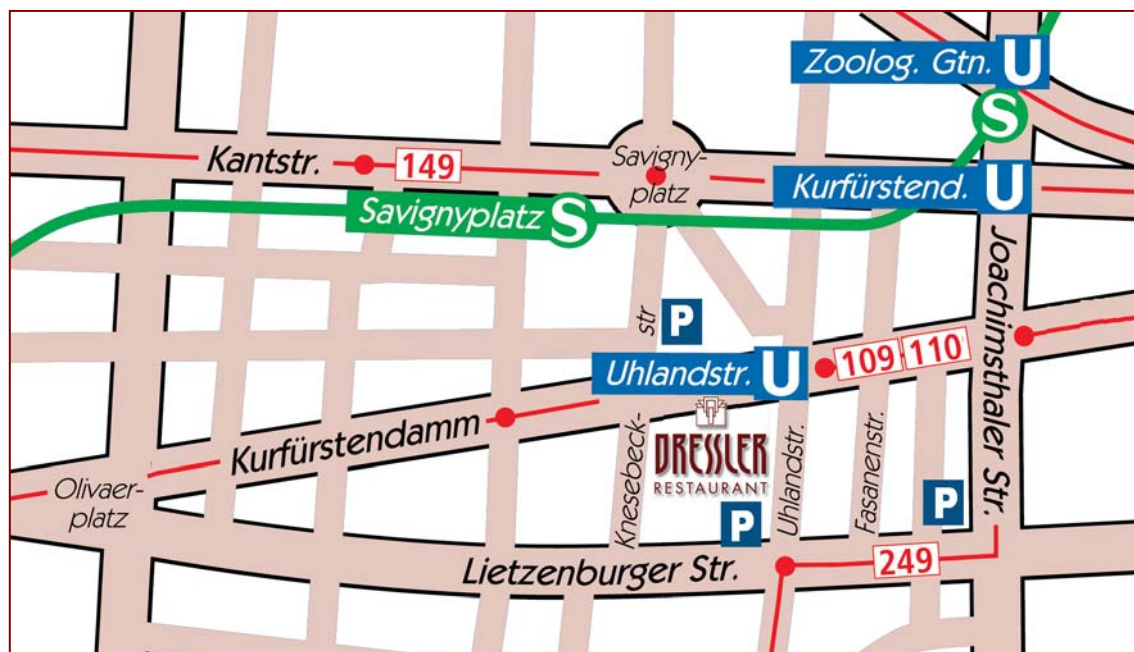 Zoolog. Gtn. U
S
Kantstr.
149
Savigny-
platz
Kurfürstend. U
Savignyplatz S
Joachimsthaler Str.
str
P
Uhlandstr. U
109
110
Kurfürstendamm
Knesebeck-
DRESSLER
RESTAURANT
Uhlandstr.
Fasanenstr.
Olivaer-
platz
P
P
Lietzenburger Str.
249